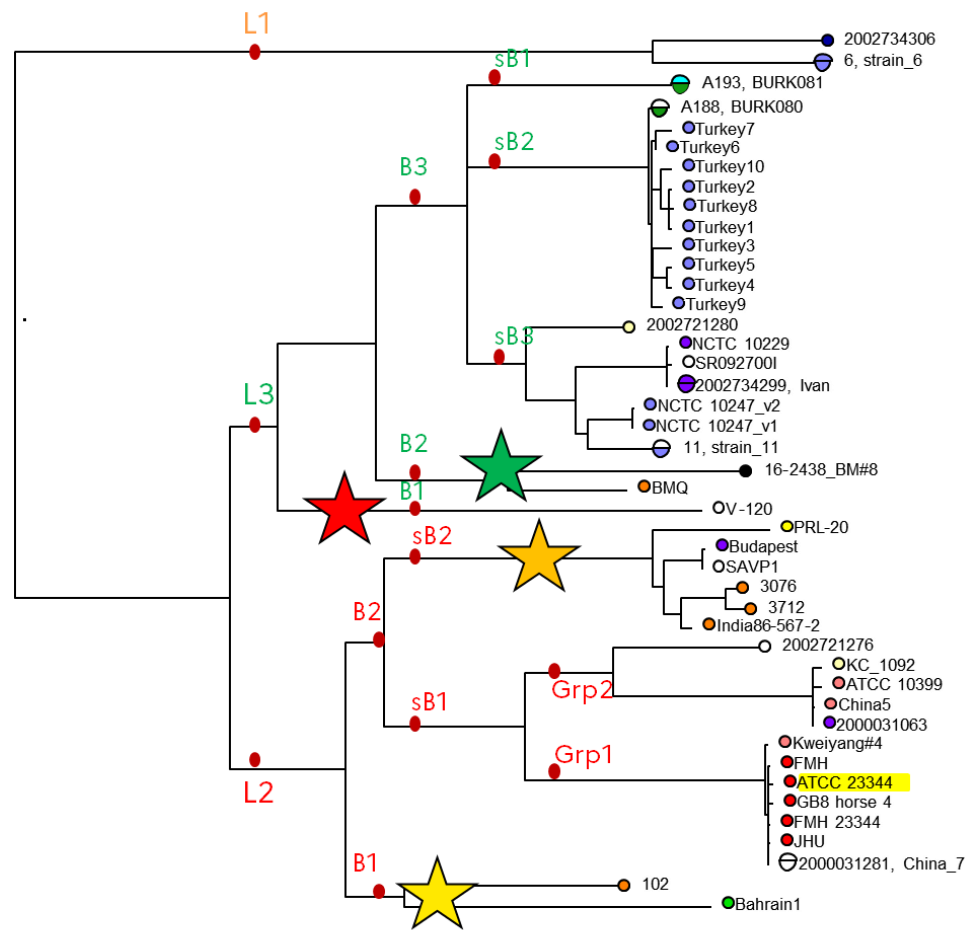 L1
2002734306
6, strain_6
sB1
A193, BURK081
A188, BURK080
Turkey7
Turkey6
sB2
B3
Turkey10
Turkey2
Turkey8
Turkey1
Turkey3
Turkey5
Turkey4
Turkey9
2002721280
sB3
NCTC 10229
SR092700I
2002734299, Ivan
L3
NCTC 10247_v2
NCTC 10247_v1
B2
11, strain_11
16-2438_BM#8
B1
BMQ
V-120
sB2
PRL-20
Budapest
SAVP1
3076
3712
B2
India86-567-2
2002721276
KC_1092
Grp2
ATCC 10399
sB1
China5
2000031063
Kweiyang#4
Grp1
FMH
ATCC 23344
L2
GB8 horse 4
FMH 23344
JHU
B1
2000031281, China_7
102
Bahrain1